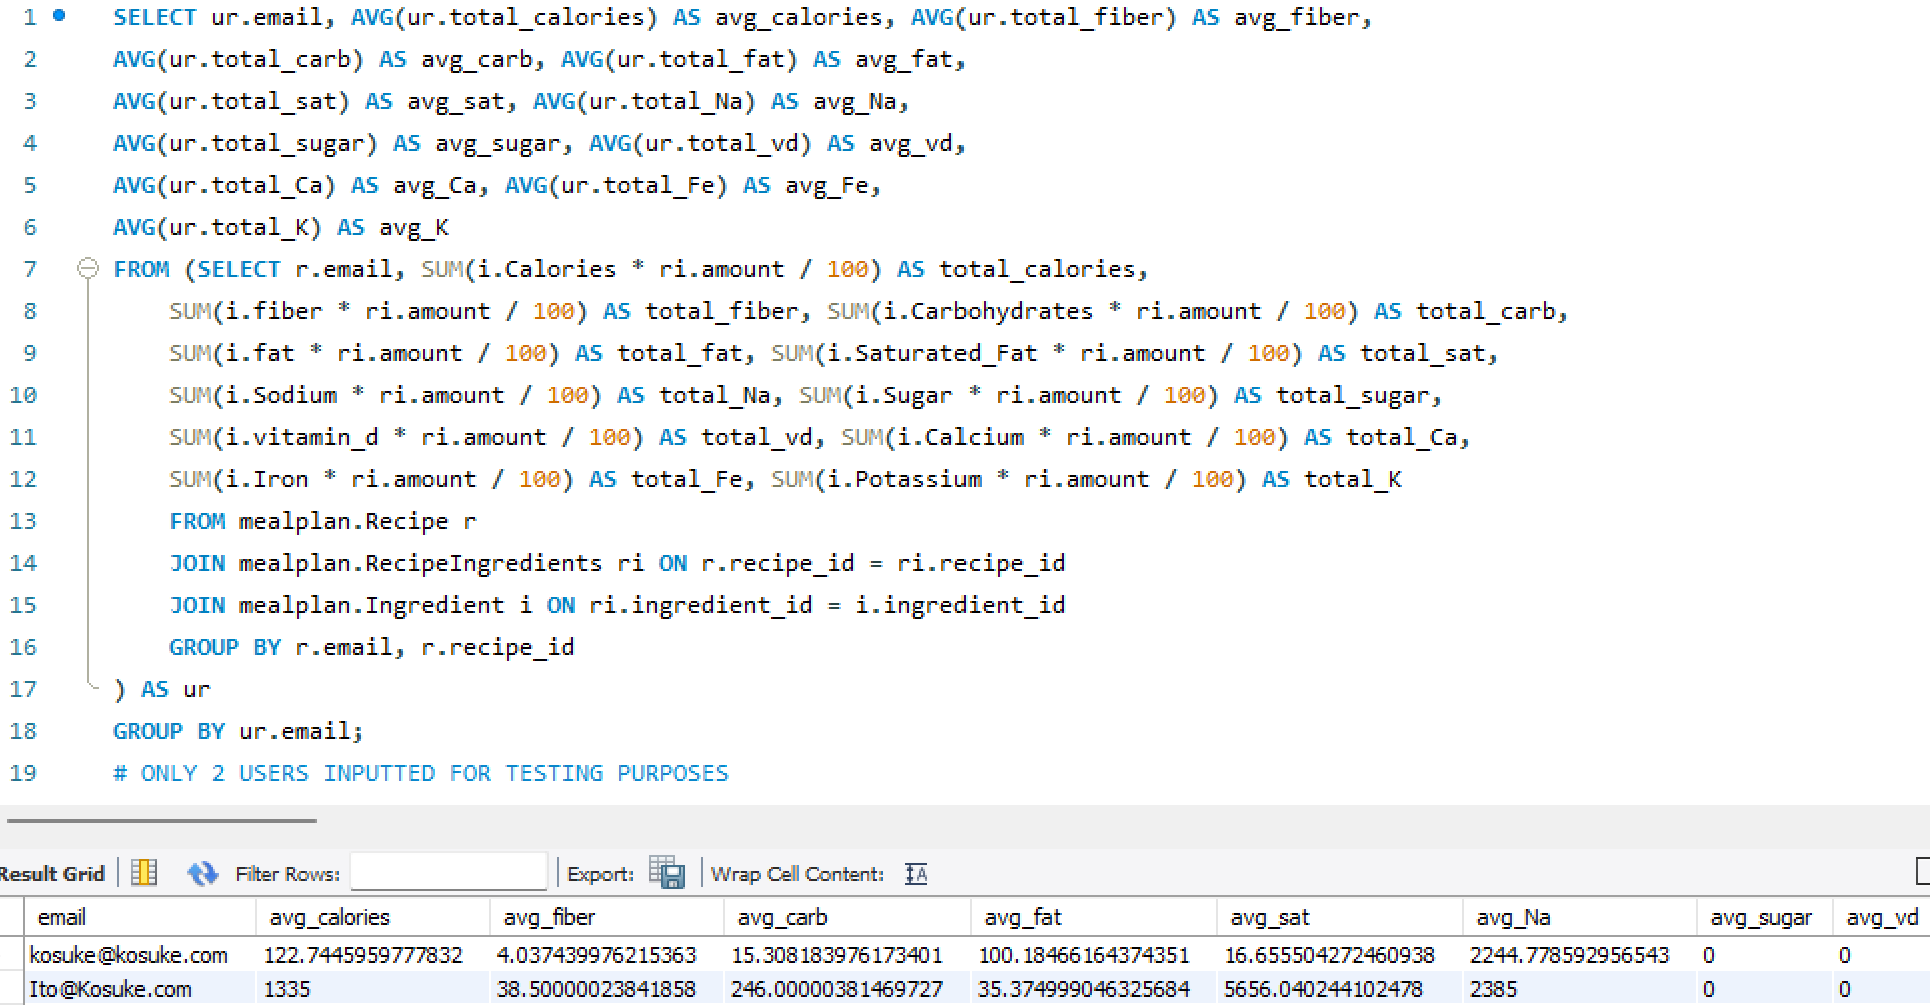 1 SELECT ur.email, AVG(ur.total_calories) AS avg_calories, AVG(ur.total_fiber) AS avg_fiber,
2 AVG(ur.total_carb) AS avg_carb, AVG(ur.total_fat) AS avg_fat,
3 AVG(ur.total_sat) AS avg_sat, AVG(ur.total_Na) AS avg_Na,
4 AVG(ur.total_sugar) AS avg_sugar, AVG(ur.total_vd) AS avg_vd,
5 AVG(ur.total_Ca) AS avg_Ca, AVG(ur.total_Fe) AS avg_Fe,
6 AVG(ur.total_K) AS avg_K
7 FROM (SELECT r.email, SUM(i.Calories * ri.amount / 100) AS total_calories,
8 SUM(i.fiber * ri.amount / 100) AS total_fiber, SUM(i.Carbohydrates * ri.amount / 100) AS total_carb,
9 SUM(i.fat * ri.amount / 100) AS total_fat, SUM(i.Saturated_Fat * ri.amount / 100) AS total_sat,
10 SUM(i.Sodium * ri.amount / 100) AS total_Na, SUM(i.Sugar * ri.amount / 100) AS total_sugar,
11 SUM(i.vitamin_d * ri.amount / 100) AS total_vd, SUM(i.Calcium * ri.amount / 100) AS total_Ca,
12 SUM(i.Iron * ri.amount / 100) AS total_Fe, SUM(i.Potassium * ri.amount / 100) AS total_K
13 FROM mealplan.Recipe r
14 JOIN mealplan.RecipeIngredients ri ON r.recipe_id = ri.recipe_id
15 JOIN mealplan.Ingredient i ON ri.ingredient_id = i.ingredient_id
16 GROUP BY r.email, r.recipe_id
17 ) AS ur
18 GROUP BY ur.email;
19 # ONLY 2 USERS INPUTTED FOR TESTING PURPOSES
Result Grid Filter Rows: Export: Wrap Cell Content: IA
email avg_calories avg_fiber avg_carb avg_fat avg_sat avg_Na avg_sugar avg_vd
kosuke@kosuke.com 122.7445959777832 4.037439976215363 15.308183976173401 100.18466164374351 16.655504272460938 2244.778592956543 0 0
Ito@Kosuke.com 1335 38.50000023841858 246.00000381469727 35.374999046325684 5656.040244102478 2385 0 0